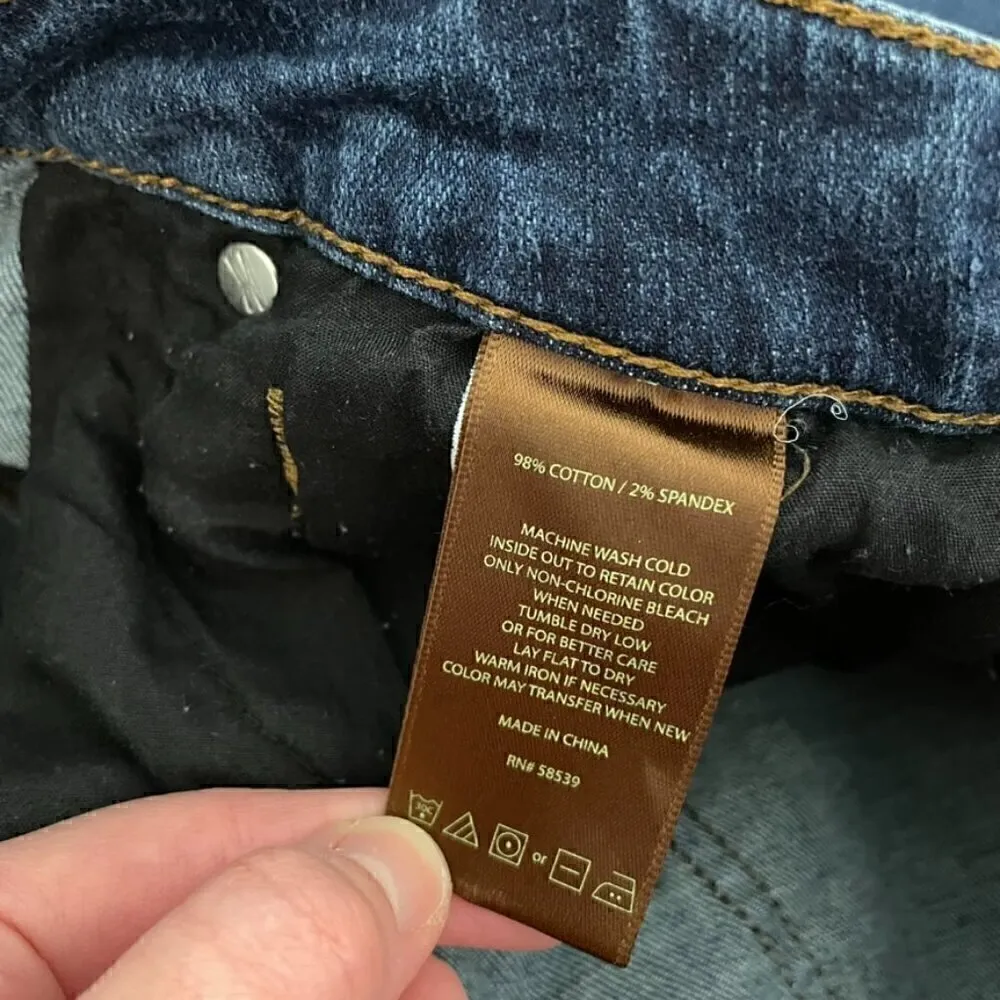 98% COTTON / 2% SPANDEX
MACHINE WASH COLD
INSIDE OUT TO RETAIN COLOR
ONLY NON-CHLORINE BLEACH
WHEN NEEDED
TUMBLE DRY LOW
OR FOR BETTER CARE
LAY FLAT TO DRY
WARM IRON IF NECESSARY
COLOR MAY TRANSFER WHEN NEW
MADE IN CHINA
RN# 58539
30C
or